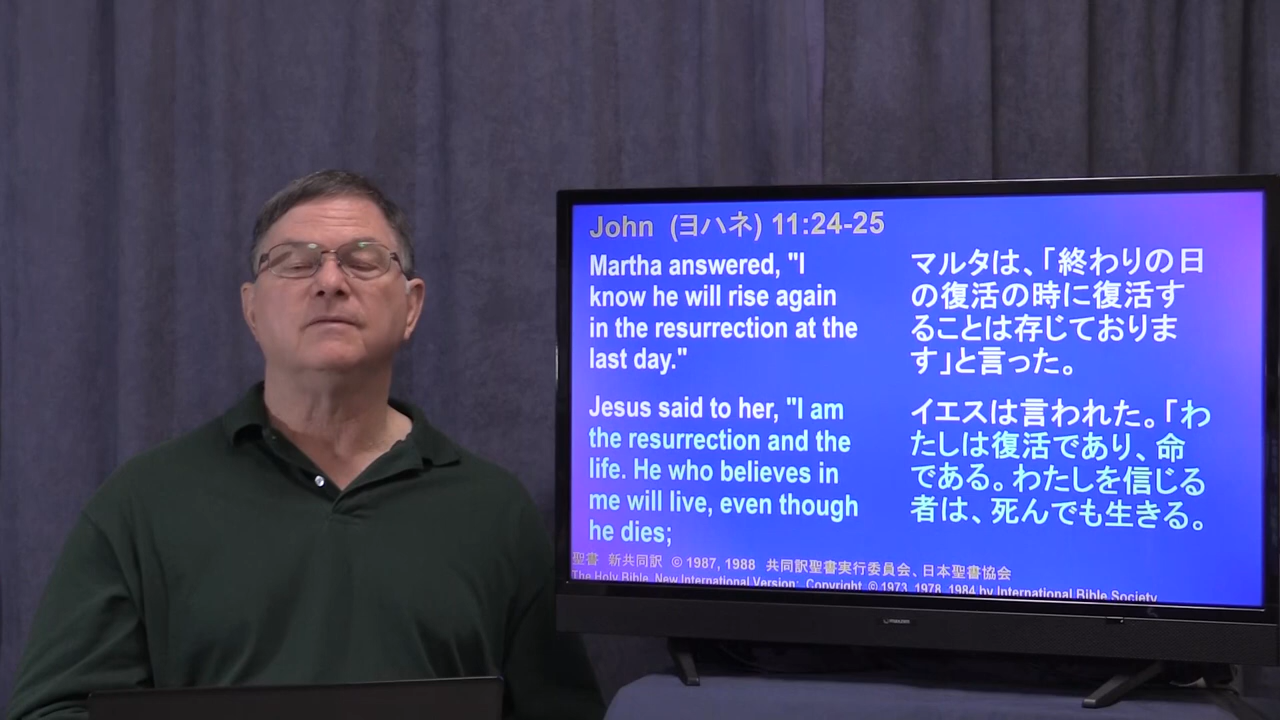 John (ヨハネ) 11:24-25
Martha answered, "I
know he will rise again
in the resurrection at the
last day."
Jesus said to her, "I am
the resurrection and the
life. He who believes in
me will live, even though
he dies;
マルタは、「終わりの日
の復活の時に復活す
ることは存じておりま
す」と言った。
イエスは言われた。「わ
たしは復活であり、命
である。わたしを信じる
者は、死んでも生きる。
聖書 新共同訳 © 1987, 1988 共同訳聖書実行委員会、日本聖書協会
The Holy Bible, New International Version; Copyright © 1973, 1978, 1984 by International Bible Society.